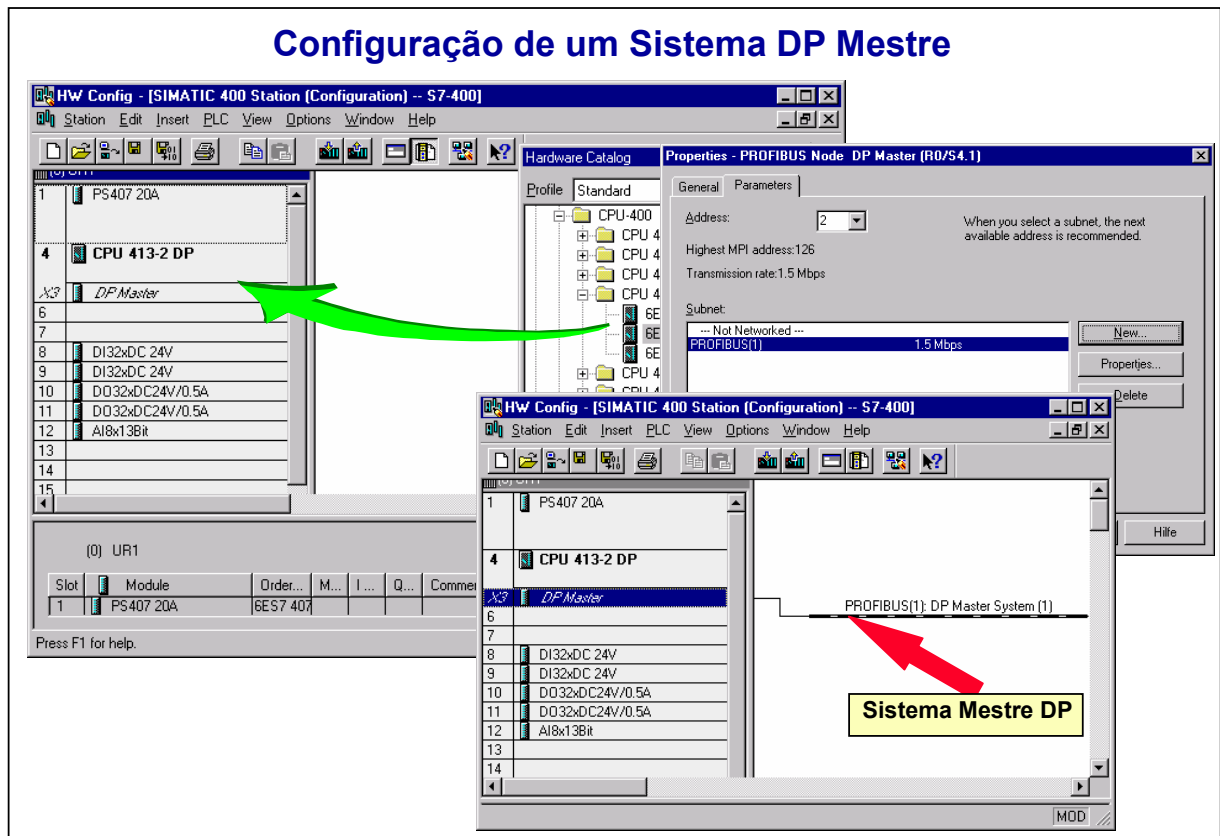 Configuração de um Sistema DP Mestre
HW Config - [SIMATIC 400 Station (Configuration) -- S7-400]
Station Edit Insert PLC View Options Window Help
1 PS407 20A
4 CPU 413-2 DP
X3 DP Master
6
7
8 DI32xDC 24V
9 DI32xDC 24V
10 DO32xDC24V/0.5A
11 DO32xDC24V/0.5A
12 AI8x13Bit
13
14
15
(0) UR1
Slot Module Order... M... I ... Q...
1 PS407 20A 6ES7 407
Press F1 for help.
Hardware Catalog
Profile Standard
CPU-400
CPU 4
CPU 4
CPU 4
CPU 4
6E
6E
6E
CPU 4
Properties - PROFIBUS Node DP Master (R0/S4.1)
General Parameters
Address: 2
When you select a subnet, the next
available address is recommended.
Highest MPI address:126
Transmission rate:1.5 Mbps
Subnet:
--- Not Networked ---
PROFIBUS(1) 1.5 Mbps
New...
Properties...
Delete
Hilfe
HW Config - [SIMATIC 400 Station (Configuration) -- S7-400]
Station Edit Insert PLC View Options Window Help
1 PS407 20A
4 CPU 413-2 DP
X3 DP Master
6
7
8 DI32xDC 24V
9 DI32xDC 24V
10 DO32xDC24V/0.5A
11 DO32xDC24V/0.5A
12 AI8x13Bit
13
14
PROFIBUS(1): DP Master System (1)
Sistema Mestre DP
MOD